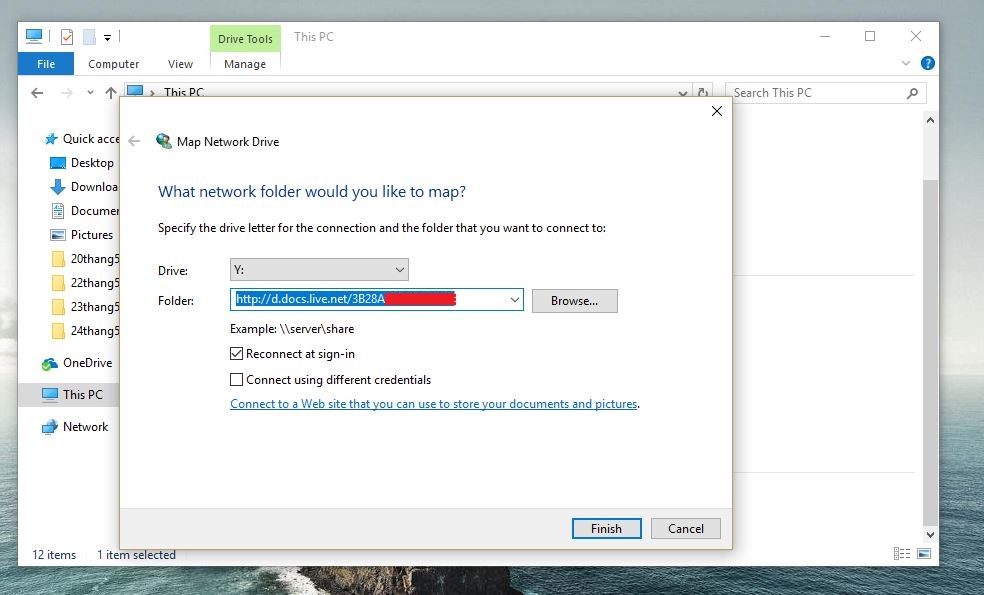 Drive Tools
This PC
File
Computer
View
Manage
This PC
Search This PC
Quick acce
Desktop
Downloa
Documen
Pictures
20thang5
22thang5
23thang5
24thang5
OneDrive
This PC
Network
Map Network Drive
What network folder would you like to map?
Specify the drive letter for the connection and the folder that you want to connect to:
Drive: Y:
Folder: http://d.docs.live.net/3B28A
Browse...
Example: \\server\share
Reconnect at sign-in
Connect using different credentials
Connect to a Web site that you can use to store your documents and pictures.
Finish
Cancel
12 items
1 item selected